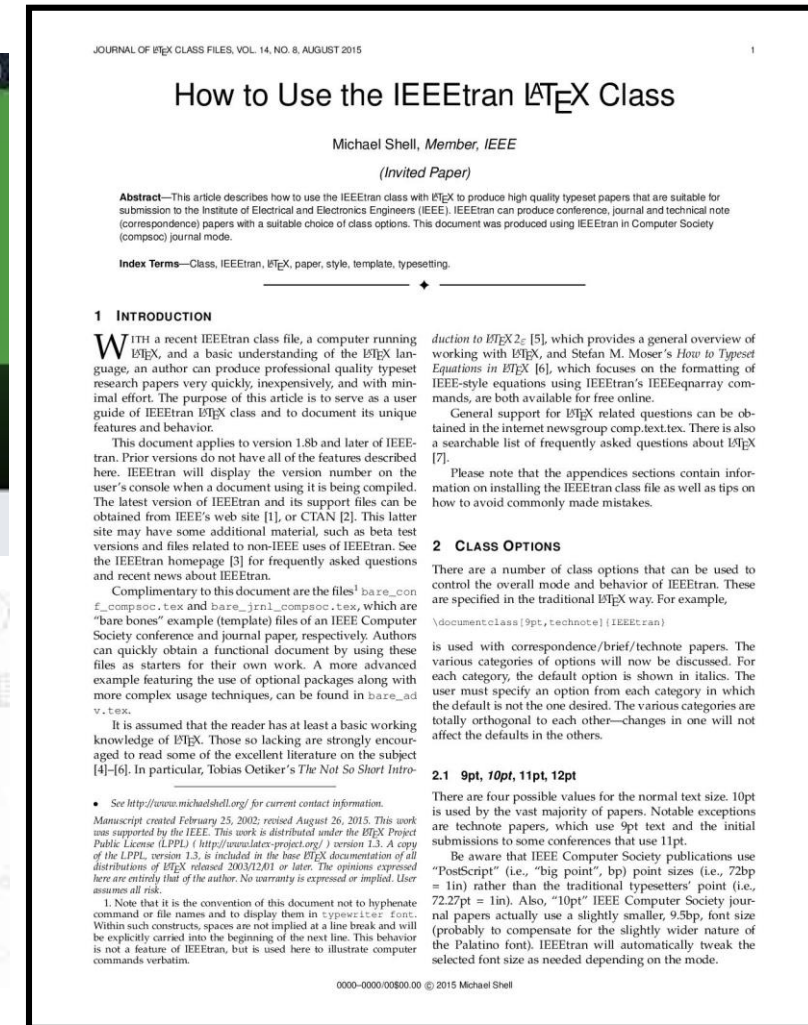 JOURNAL OF LATEX CLASS FILES, VOL. 14, NO. 8, AUGUST 2015 1
How to Use the IEEEtran LATEX Class
Michael Shell, Member, IEEE
(Invited Paper)
Abstract—This article describes how to use the IEEEtran class with LATEX to produce high quality typeset papers that are suitable for
submission to the Institute of Electrical and Electronics Engineers (IEEE). IEEEtran can produce conference, journal and technical note
(correspondence) papers with a suitable choice of class options. This document was produced using IEEEtran in Computer Society
(compsoc) journal mode.
Index Terms—Class, IEEEtran, LATEX, paper, style, template, typesetting.
1 INTRODUCTION
WITH a recent IEEEtran class file, a computer running
LATEX, and a basic understanding of the LATEX lan-
guage, an author can produce professional quality typeset
research papers very quickly, inexpensively, and with min-
imal effort. The purpose of this article is to serve as a user
guide of IEEEtran LATEX class and to document its unique
features and behavior.
This document applies to version 1.8b and later of IEEE-
tran. Prior versions do not have all of the features described
here. IEEEtran will display the version number on the
user's console when a document using it is being compiled.
The latest version of IEEEtran and its support files can be
obtained from IEEE's web site [1], or CTAN [2]. This latter
site may have some additional material, such as beta test
versions and files related to non-IEEE uses of IEEEtran. See
the IEEEtran homepage [3] for frequently asked questions
and recent news about IEEEtran.
Complimentary to this document are the files1 bare_con
f_compsoc.tex and bare_jrnl_compsoc.tex, which are
"bare bones" example (template) files of an IEEE Computer
Society conference and journal paper, respectively. Authors
can quickly obtain a functional document by using these
files as starters for their own work. A more advanced
example featuring the use of optional packages along with
more complex usage techniques, can be found in bare_ad
v.tex.
It is assumed that the reader has at least a basic working
knowledge of LATEX. Those so lacking are strongly encour-
aged to read some of the excellent literature on the subject
[4]–[6]. In particular, Tobias Oetiker's The Not So Short Intro-
• See http://www.michaelshell.org/ for current contact information.
Manuscript created February 25, 2002; revised August 26, 2015. This work
was supported by the IEEE. This work is distributed under the LATEX Project
Public License (LPPL) ( http://www.latex-project.org/ ) version 1.3. A copy
of the LPPL, version 1.3, is included in the base LATEX documentation of all
distributions of LATEX released 2003/12/01 or later. The opinions expressed
here are entirely that of the author. No warranty is expressed or implied. User
assumes all risk.
1. Note that it is the convention of this document not to hyphenate
command or file names and to display them in typewriter font.
Within such constructs, spaces are not implied at a line break and will
be explicitly carried into the beginning of the next line. This behavior
is not a feature of IEEEtran, but is used here to illustrate computer
commands verbatim.
duction to LATEX 2ε [5], which provides a general overview of
working with LATEX, and Stefan M. Moser's How to Typeset
Equations in LATEX [6], which focuses on the formatting of
IEEE-style equations using IEEEtran's IEEEeqnarray com-
mands, are both available for free online.
General support for LATEX related questions can be ob-
tained in the internet newsgroup comp.text.tex. There is also
a searchable list of frequently asked questions about LATEX
[7].
Please note that the appendices sections contain infor-
mation on installing the IEEEtran class file as well as tips on
how to avoid commonly made mistakes.
2 CLASS OPTIONS
There are a number of class options that can be used to
control the overall mode and behavior of IEEEtran. These
are specified in the traditional LATEX way. For example,
\documentclass[9pt,technote]{IEEEtran}
is used with correspondence/brief/technote papers. The
various categories of options will now be discussed. For
each category, the default option is shown in italics. The
user must specify an option from each category in which
the default is not the one desired. The various categories are
totally orthogonal to each other—changes in one will not
affect the defaults in the others.
2.1 9pt, 10pt, 11pt, 12pt
There are four possible values for the normal text size. 10pt
is used by the vast majority of papers. Notable exceptions
are technote papers, which use 9pt text and the initial
submissions to some conferences that use 11pt.
Be aware that IEEE Computer Society publications use
"PostScript" (i.e., "big point", bp) point sizes (i.e., 72bp
= 1in) rather than the traditional typesetters' point (i.e.,
72.27pt = 1in). Also, "10pt" IEEE Computer Society jour-
nal papers actually use a slightly smaller, 9.5bp, font size
(probably to compensate for the slightly wider nature of
the Palatino font). IEEEtran will automatically tweak the
selected font size as needed depending on the mode.
0000–0000/00$00.00 © 2015 Michael Shell